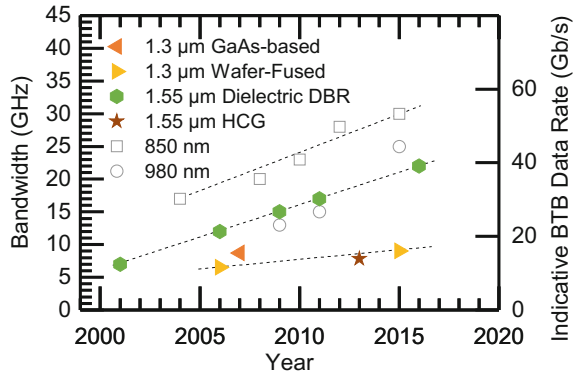 45
40
35
30
25
20
15
10
5
0
Bandwidth (GHz)
1.3 µm GaAs-based
1.3 µm Wafer-Fused
1.55 µm Dielectric DBR
1.55 µm HCG
850 nm
980 nm
60
40
20
0
Indicative BTB Data Rate (Gb/s)
2000 2005 2010 2015 2020
Year